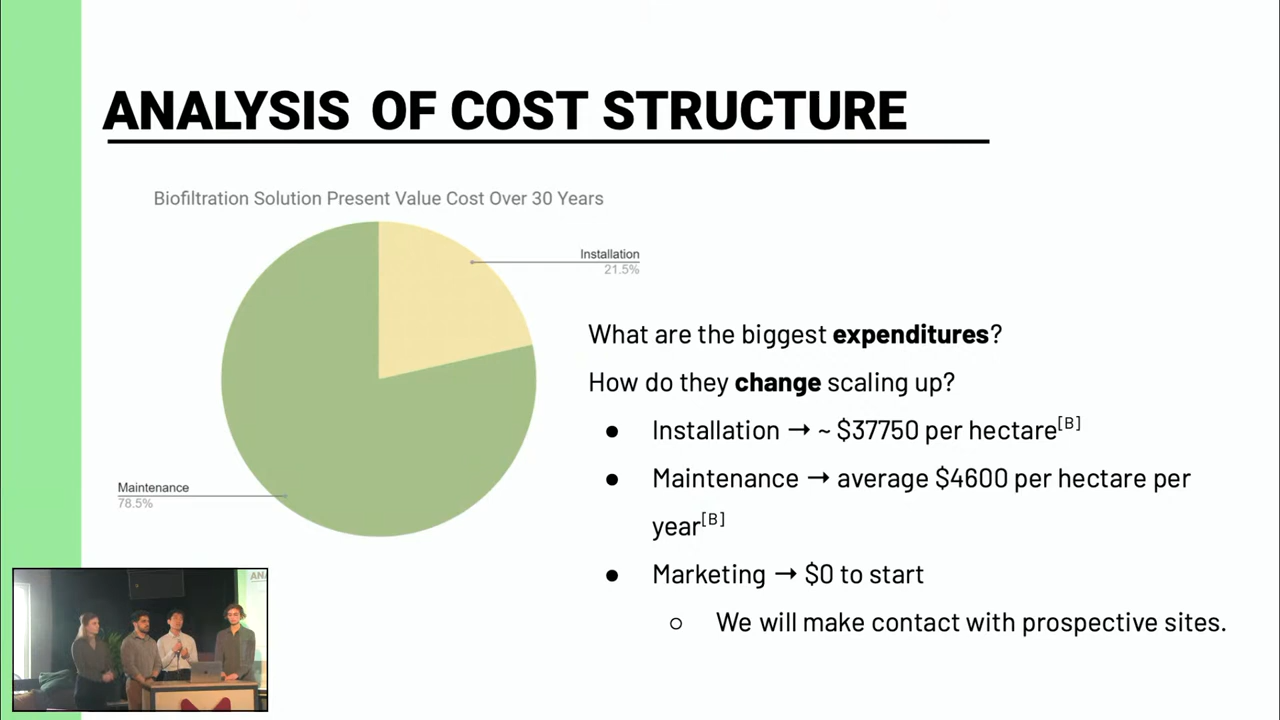 ANALYSIS OF COST STRUCTURE
Biofiltration Solution Present Value Cost Over 30 Years
Installation
21.5%
Maintenance
78.5%
What are the biggest expenditures?
How do they change scaling up?
● Installation → ~ $37750 per hectare[B]
● Maintenance → average $4600 per hectare per
year[B]
● Marketing → $0 to start
○ We will make contact with prospective sites.
ANA